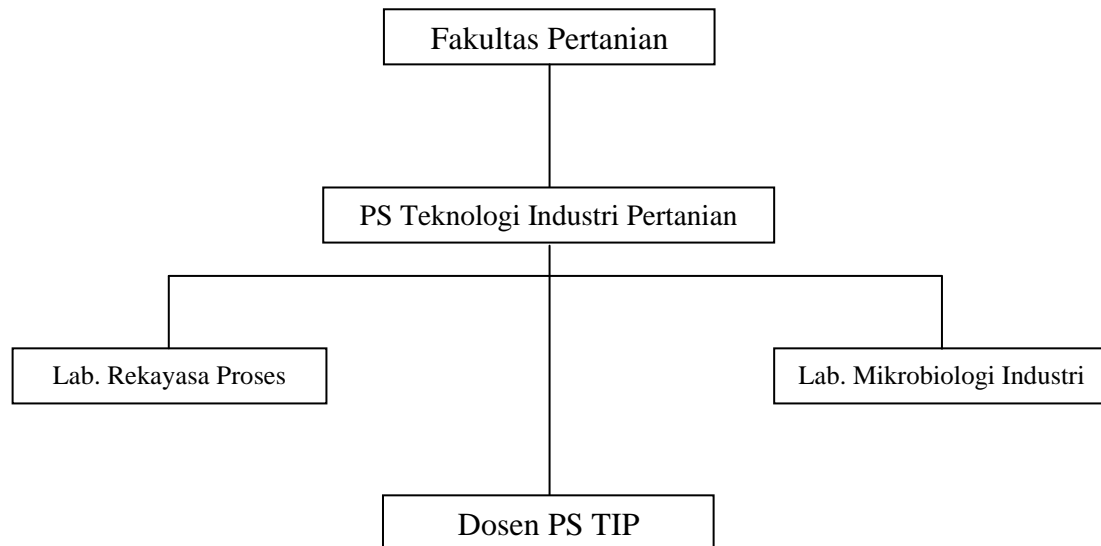 Fakultas Pertanian
PS Teknologi Industri Pertanian
Lab. Rekayasa Proses
Lab. Mikrobiologi Industri
Dosen PS TIP